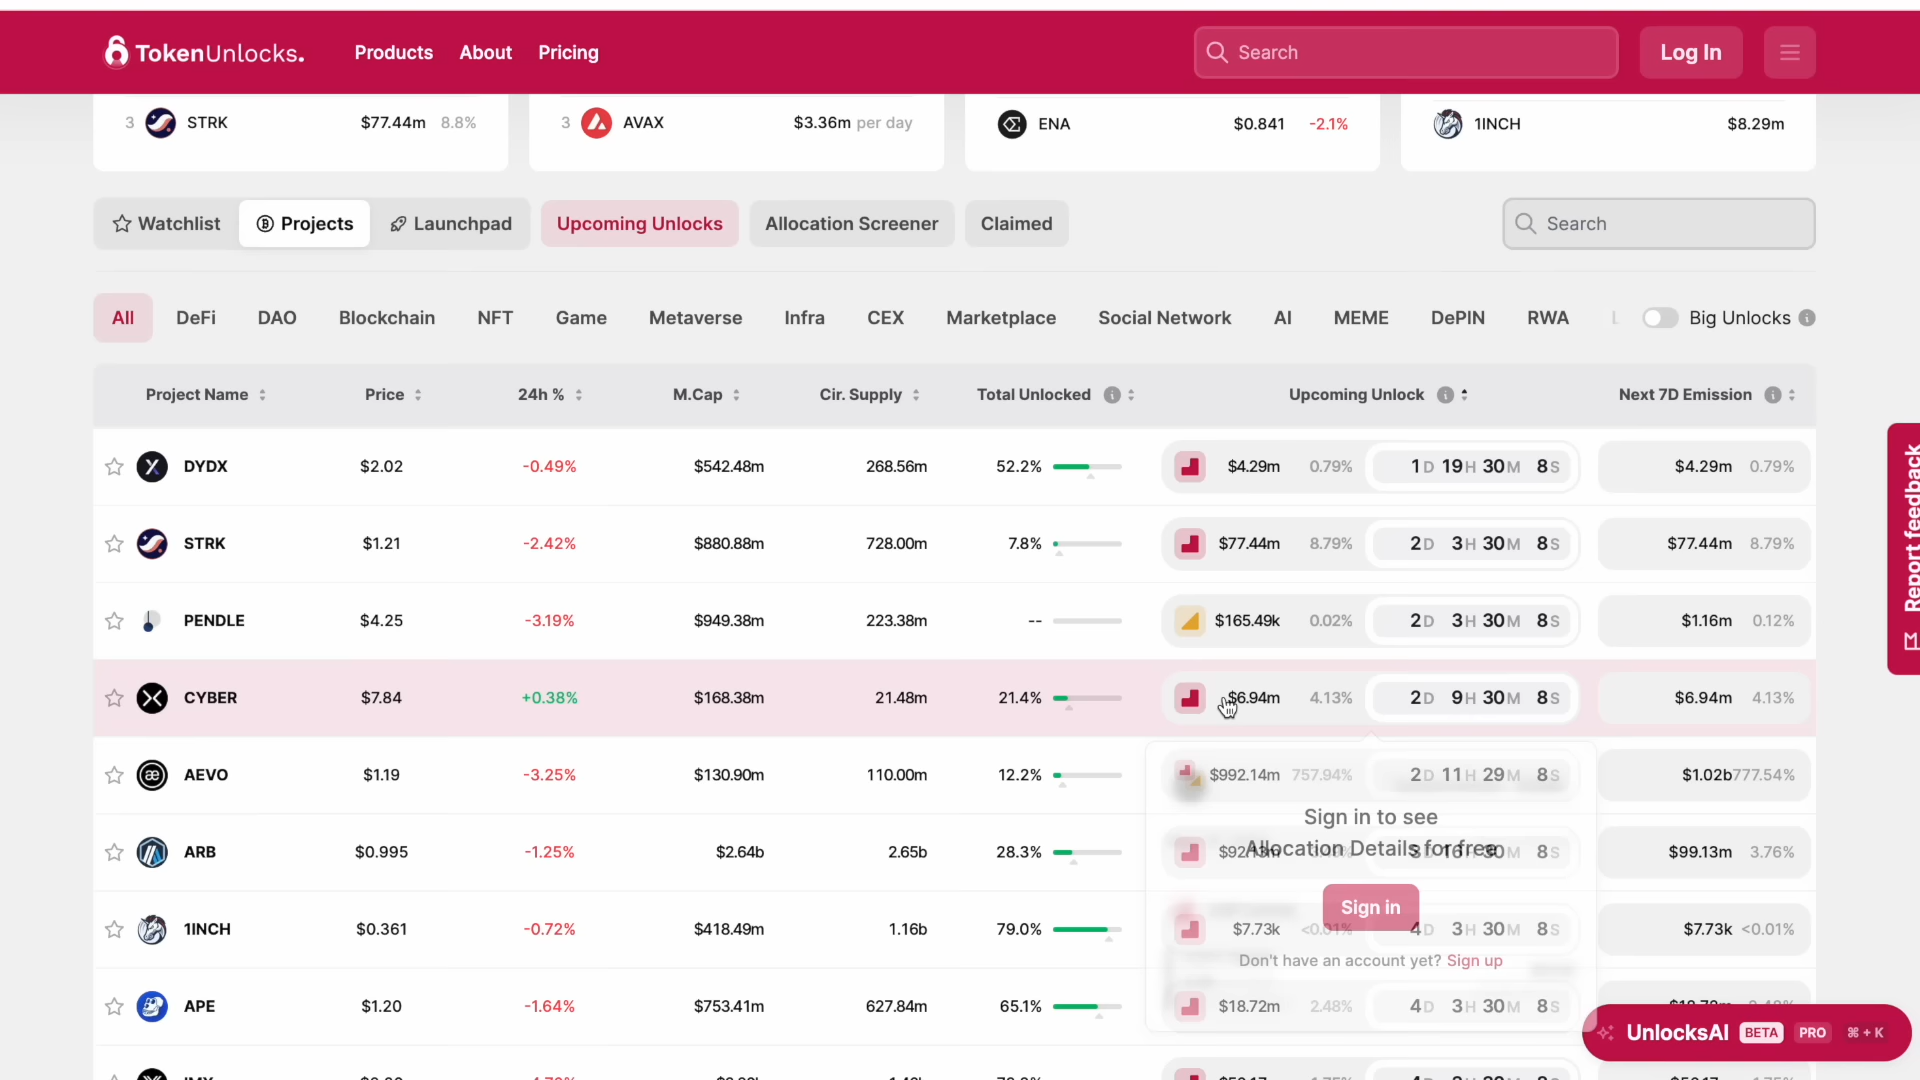 TokenUnlocks. Products About Pricing Search Log In
3 STRK $77.44m 8.8% 3 AVAX $3.36m per day ENA $0.841 -2.1% 1INCH $8.29m
Watchlist Projects Launchpad Upcoming Unlocks Allocation Screener Claimed Search
All DeFi DAO Blockchain NFT Game Metaverse Infra CEX Marketplace Social Network AI MEME DePIN RWA L Big Unlocks
Project Name Price 24h % M.Cap Cir. Supply Total Unlocked Upcoming Unlock Next 7D Emission
DYDX $2.02 -0.49% $542.48m 268.56m 52.2% $4.29m 0.79% 1D 19H 30M 8S $4.29m 0.79%
STRK $1.21 -2.42% $880.88m 728.00m 7.8% $77.44m 8.79% 2D 3H 30M 8S $77.44m 8.79%
PENDLE $4.25 -3.19% $949.38m 223.38m -- $165.49k 0.02% 2D 3H 30M 8S $1.16m 0.12%
CYBER $7.84 +0.38% $168.38m 21.48m 21.4% $6.94m 4.13% 2D 9H 30M 8S $6.94m 4.13%
AEVO $1.19 -3.25% $130.90m 110.00m 12.2% $992.14m 757.94% 2D 11H 29M 8S $1.02b 777.54%
Sign in to see
ARB $0.995 -1.25% $2.64b 2.65b 28.3% 30M 8S $99.13m 3.76%
Allocation Details for free
Sign in
1INCH $0.361 -0.72% $418.49m 1.16b 79.0% $7.73k <0.01% 4D 3H 30M 8S $7.73k <0.01%
Don't have an account yet? Sign up
APE $1.20 -1.64% $753.41m 627.84m 65.1% $18.72m 2.48% 4D 3H 30M 8S
UnlocksAI BETA PRO ⌘ + K
Report feedback